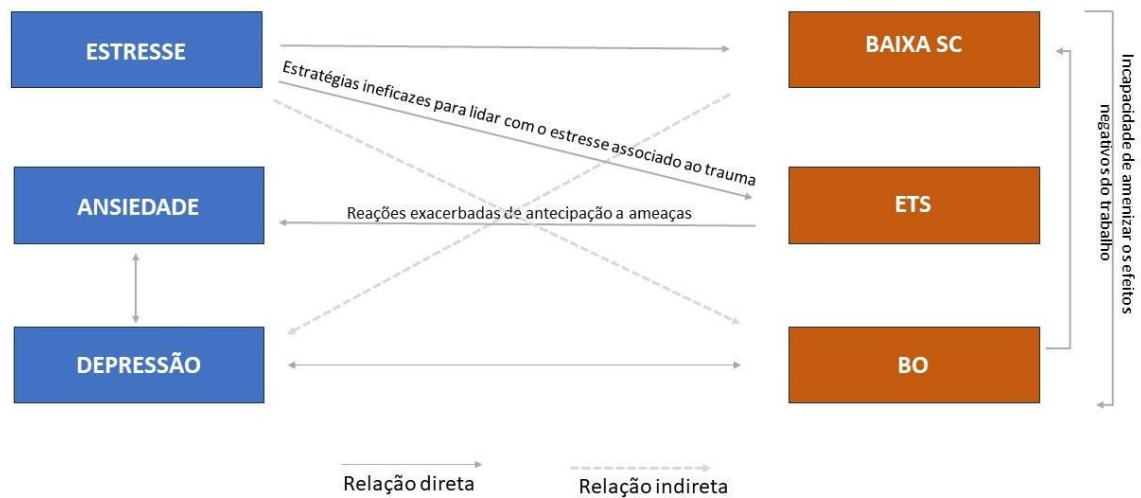 ESTRESSE
BAIXA SC
Estratégias ineficazes para lidar com o estresse associado ao trauma
ANSIEDADE
ETS
Reações exacerbadas de antecipação a ameaças
DEPRESSÃO
BO
Incapacidade de amenizar os efeitos
negativos do trabalho
Relação direta
Relação indireta